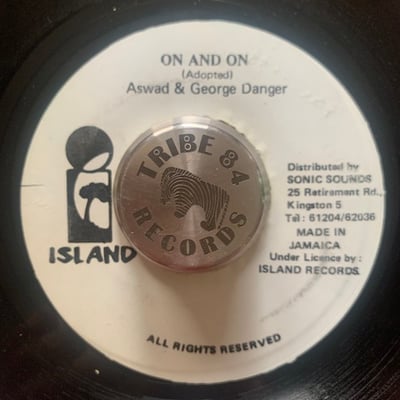 ON AND ON
(Adopted)
Aswad & George Danger
TRIBE 84
RECORDS
ISLAND
Distributed by
SONIC SOUNDS
25 Retirement Rd.,
Kingston 5
Tel: 61204/62036
MADE IN
JAMAICA
Under Licence by:
ISLAND RECORDS.
ALL RIGHTS RESERVED